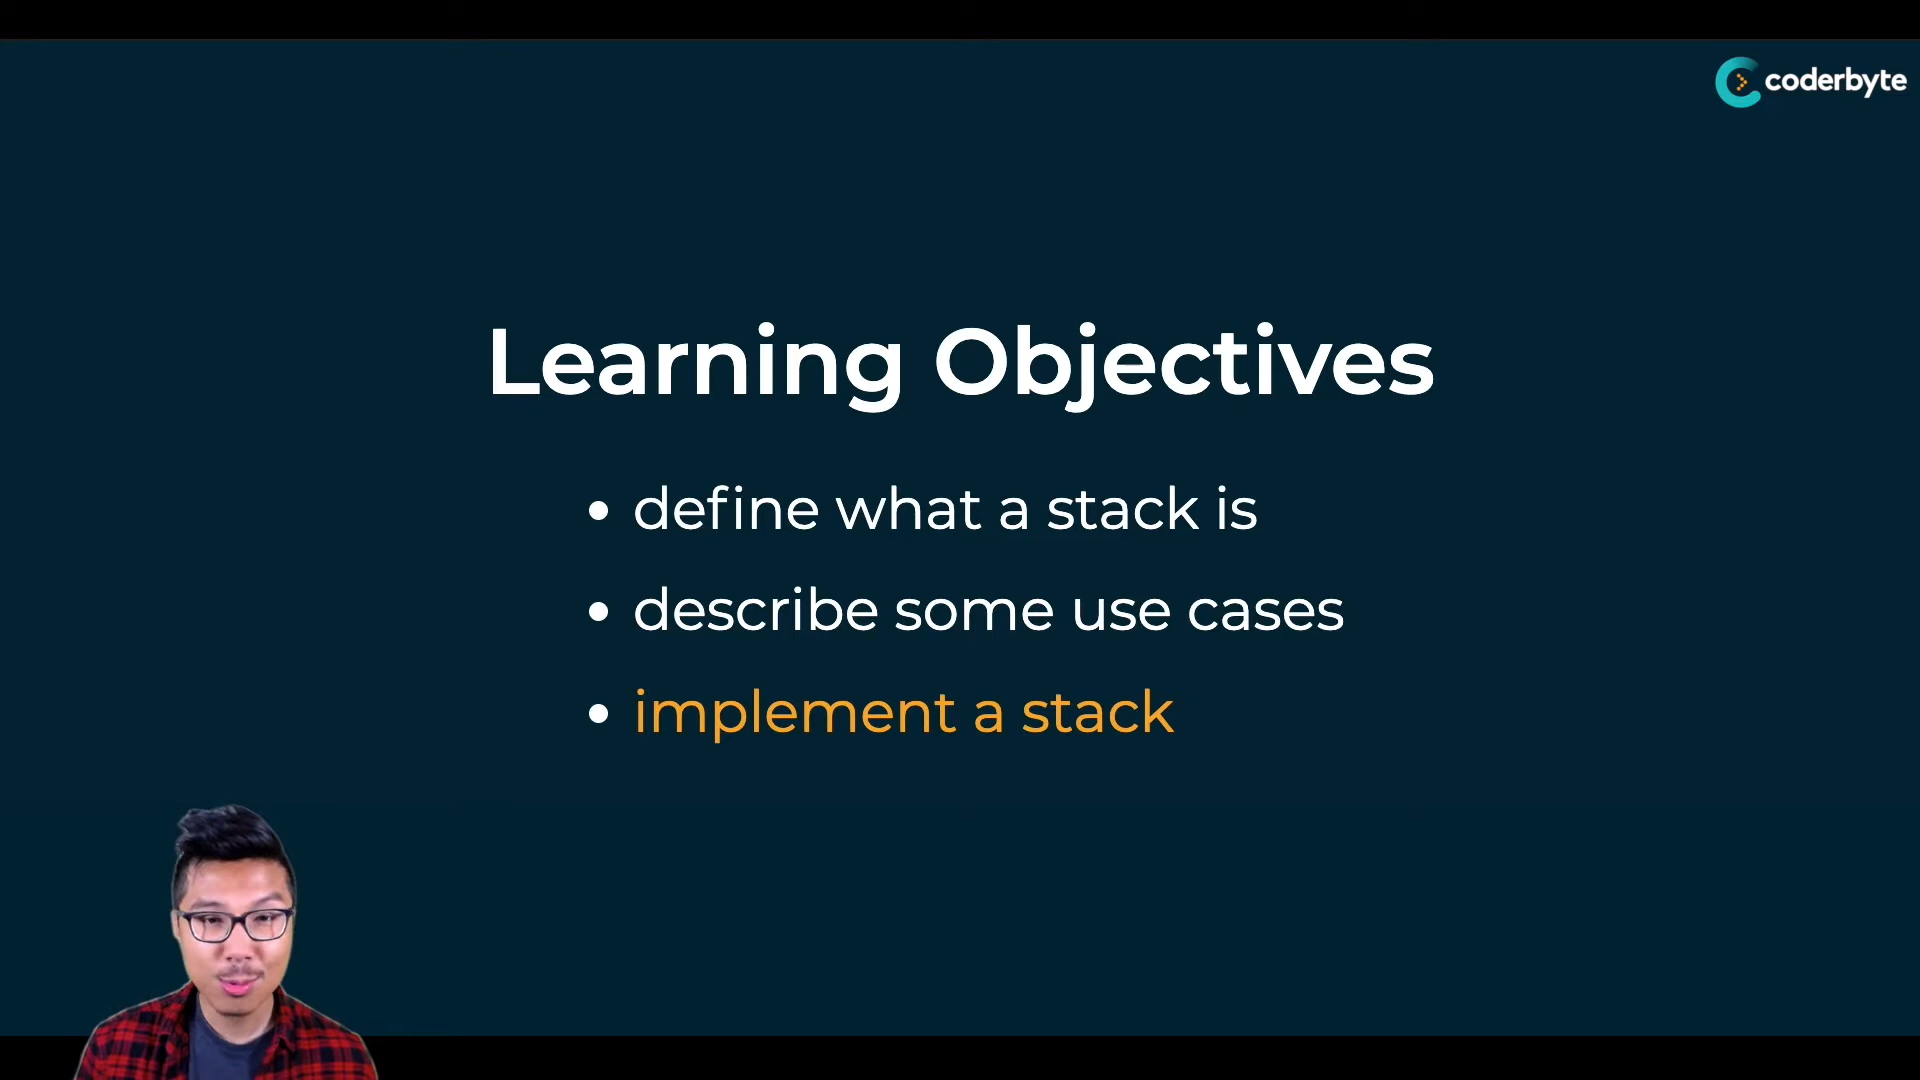 coderbyte
Learning Objectives
• define what a stack is
• describe some use cases
• implement a stack